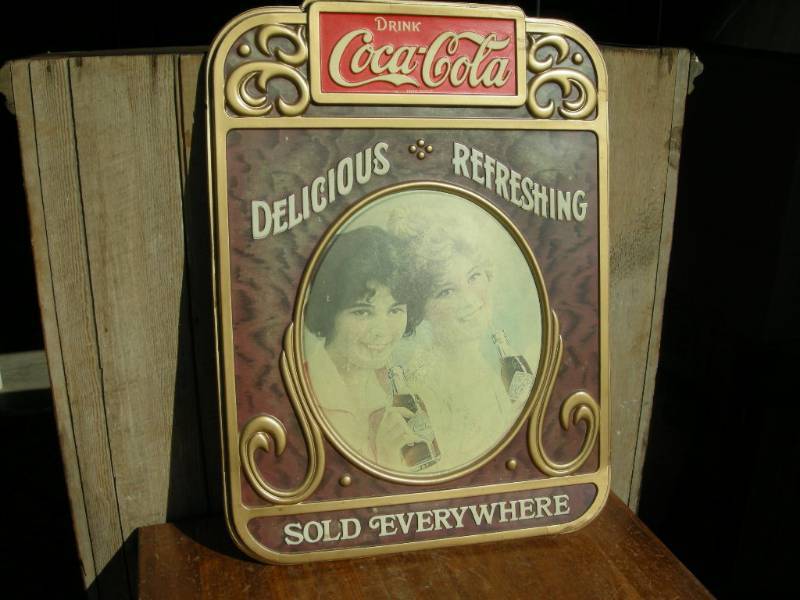 DRINK
Coca-Cola
DELICIOUS REFRESHING
SOLD EVERYWHERE